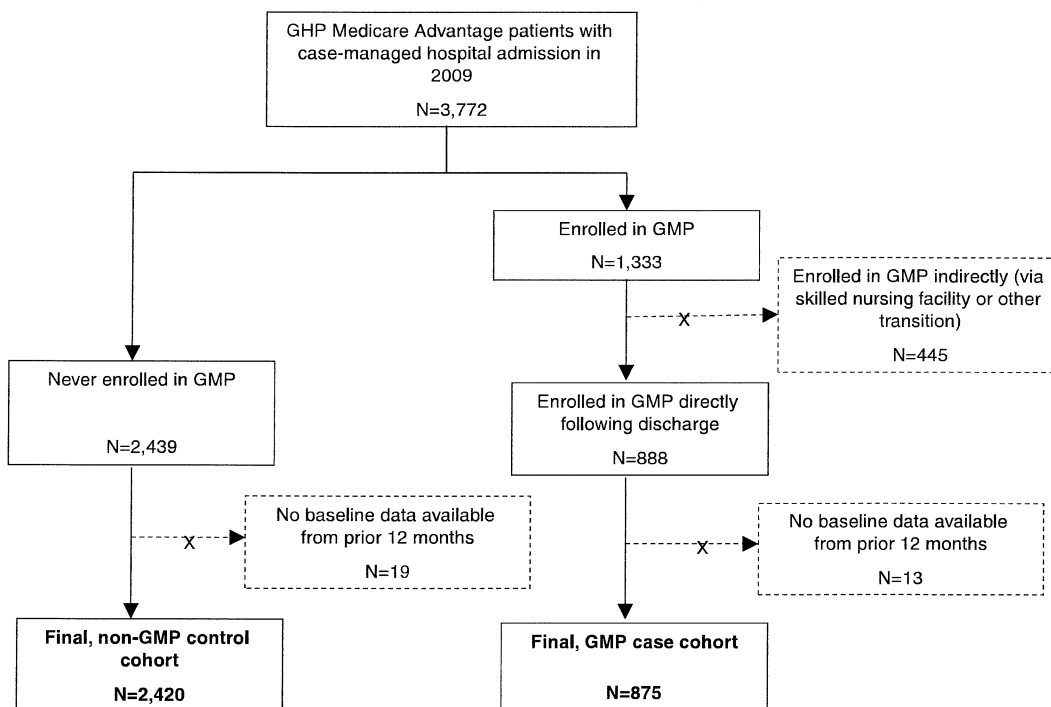 GHP Medicare Advantage patients with
case-managed hospital admission in
2009
N=3,772
Enrolled in GMP
N=1,333
Enrolled in GMP indirectly (via
skilled nursing facility or other
transition)
N=445
X
Never enrolled in GMP
N=2,439
Enrolled in GMP directly
following discharge
N=888
No baseline data available
from prior 12 months
N=19
X
No baseline data available
from prior 12 months
N=13
X
Final, non-GMP control
cohort
N=2,420
Final, GMP case cohort
N=875